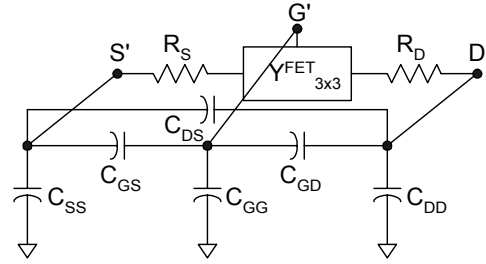 G'
S'
R_S
Y^FET_3x3
R_D
D
C_DS
C_GS
C_GD
C_SS
C_GG
C_DD